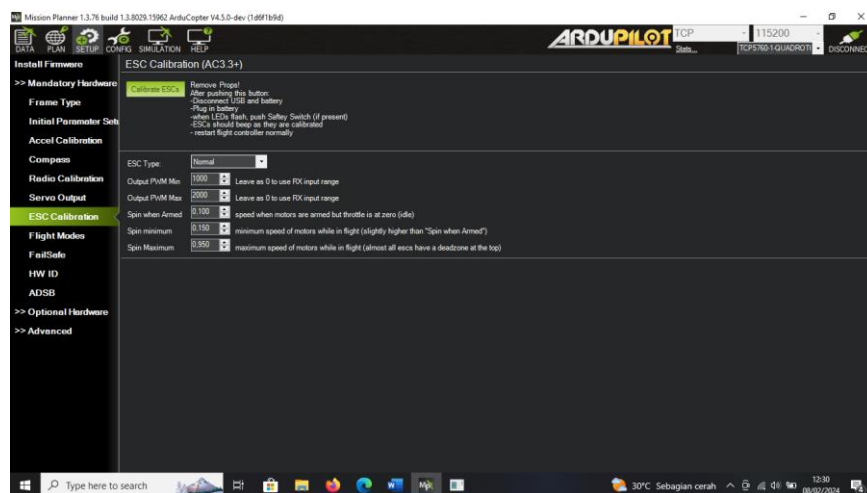 Mission Planner 1.3.76 build 1.3.8029.15962 ArduCopter V4.5.0-dev (1d6f1b9d)
DATA PLAN SETUP CONFIG SIMULATION HELP
ARDUPILOT
TCP 115200
Stats...
TCP5760-1-QUADROT
DISCONNEC
Install Firmware
ESC Calibration (AC3.3+)
>> Mandatory Hardware
Frame Type
Initial Parameter Set
Accel Calibration
Compass
Radio Calibration
Servo Output
ESC Calibration
Flight Modes
FailSafe
HW ID
ADSB
>> Optional Hardware
>> Advanced
Calibrate ESCs
Remove Props!
After pushing this button:
-Disconnect USB and battery
-Plug in battery
-when LEDs flash, push Saftey Switch (if present)
-ESCs should beep as they are calibrated
- restart flight controller normally
ESC Type: Normal
Output PWM Min 1000 Leave as 0 to use RX input range
Output PWM Max 2000 Leave as 0 to use RX input range
Spin when Armed 0,100 speed when motors are armed but throttle is at zero (idle)
Spin minimum 0,150 minimum speed of motors while in flight (slightly higher than "Spin when Armed")
Spin Maximum 0,950 maximum speed of motors while in flight (almost all escs have a deadzone at the top)
Type here to search
30°C Sebagian cerah
12:30
08/02/2024